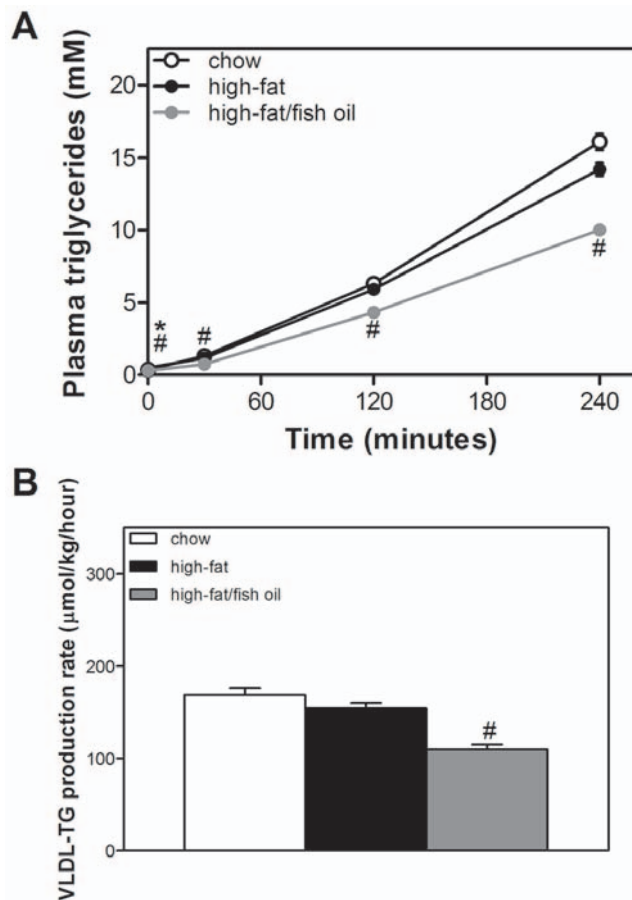 A
Plasma triglycerides (mM)
chow
high-fat
high-fat/fish oil
20
15
10
5
0
*
#
#
#
#
0 60 120 180 240
Time (minutes)
B
VLDL-TG production rate (μmol/kg/hour)
chow
high-fat
high-fat/fish oil
300
200
100
0
#